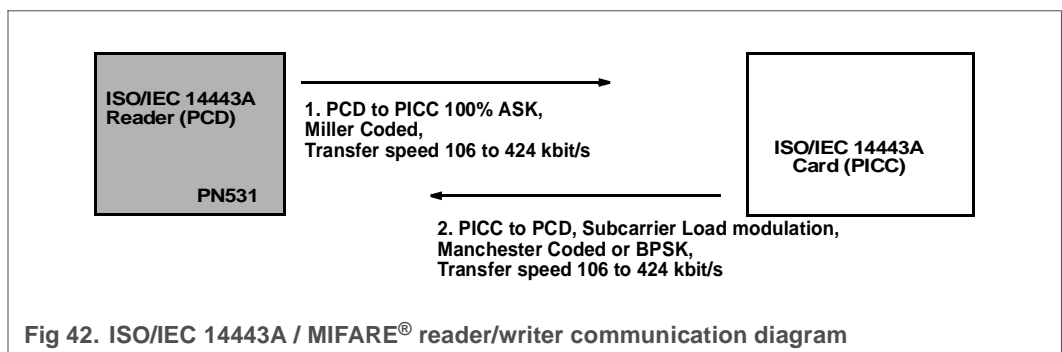 ISO/IEC 14443A
Reader (PCD)
PN531
1. PCD to PICC 100% ASK,
Miller Coded,
Transfer speed 106 to 424 kbit/s
ISO/IEC 14443A
Card (PICC)
2. PICC to PCD, Subcarrier Load modulation,
Manchester Coded or BPSK,
Transfer speed 106 to 424 kbit/s
Fig 42. ISO/IEC 14443A / MIFARE® reader/writer communication diagram